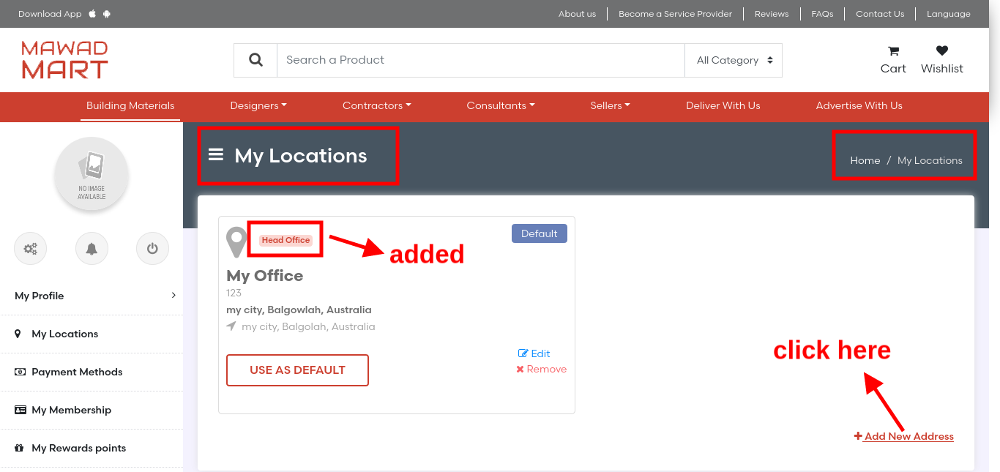 Download App
About us
Become a Service Provider
Reviews
FAQs
Contact Us
Language
MAWAD
MART
Search a Product
All Category
Cart
Wishlist
Building Materials
Designers
Contractors
Consultants
Sellers
Deliver With Us
Advertise With Us
NO IMAGE
AVAILABLE
My Profile
My Locations
Payment Methods
My Membership
My Rewards points
My Locations
Home / My Locations
Head Office
added
Default
My Office
123
my city, Balgowlah, Australia
my city, Balgolah, Australia
USE AS DEFAULT
Edit
Remove
click here
Add New Address